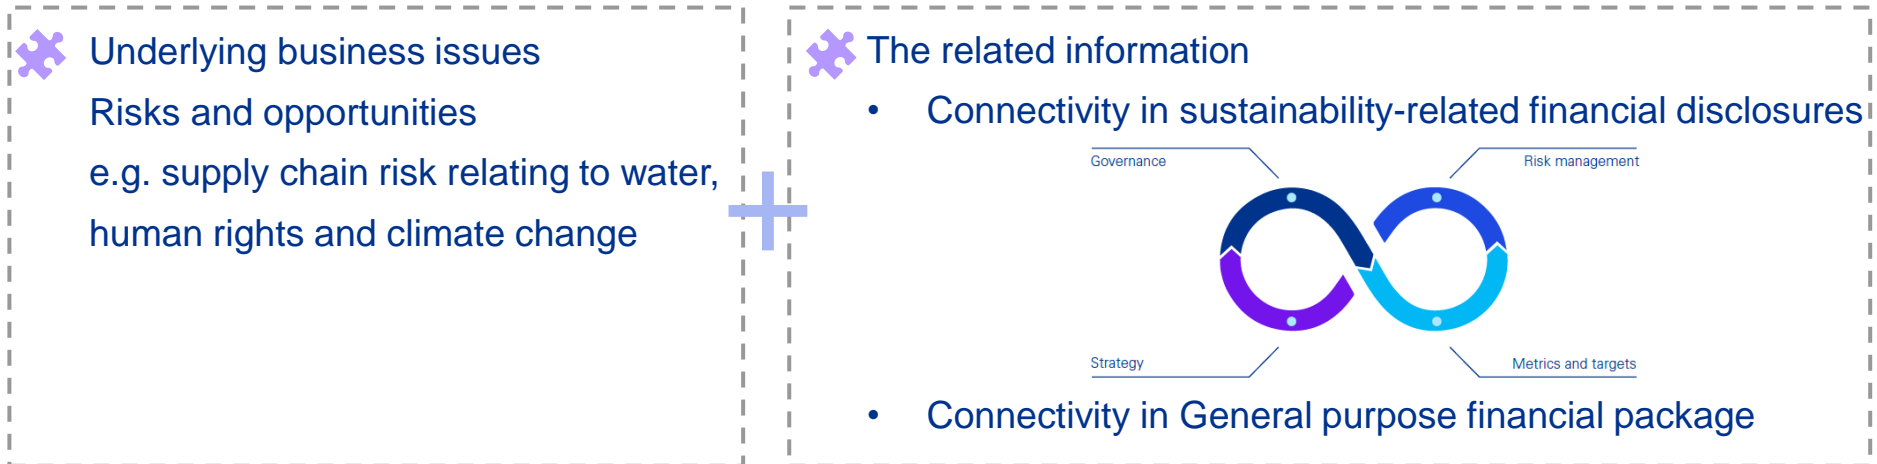 Underlying business issues
Risks and opportunities
e.g. supply chain risk relating to water,
human rights and climate change
The related information
• Connectivity in sustainability-related financial disclosures
Governance
Risk management
Strategy
Metrics and targets
• Connectivity in General purpose financial package